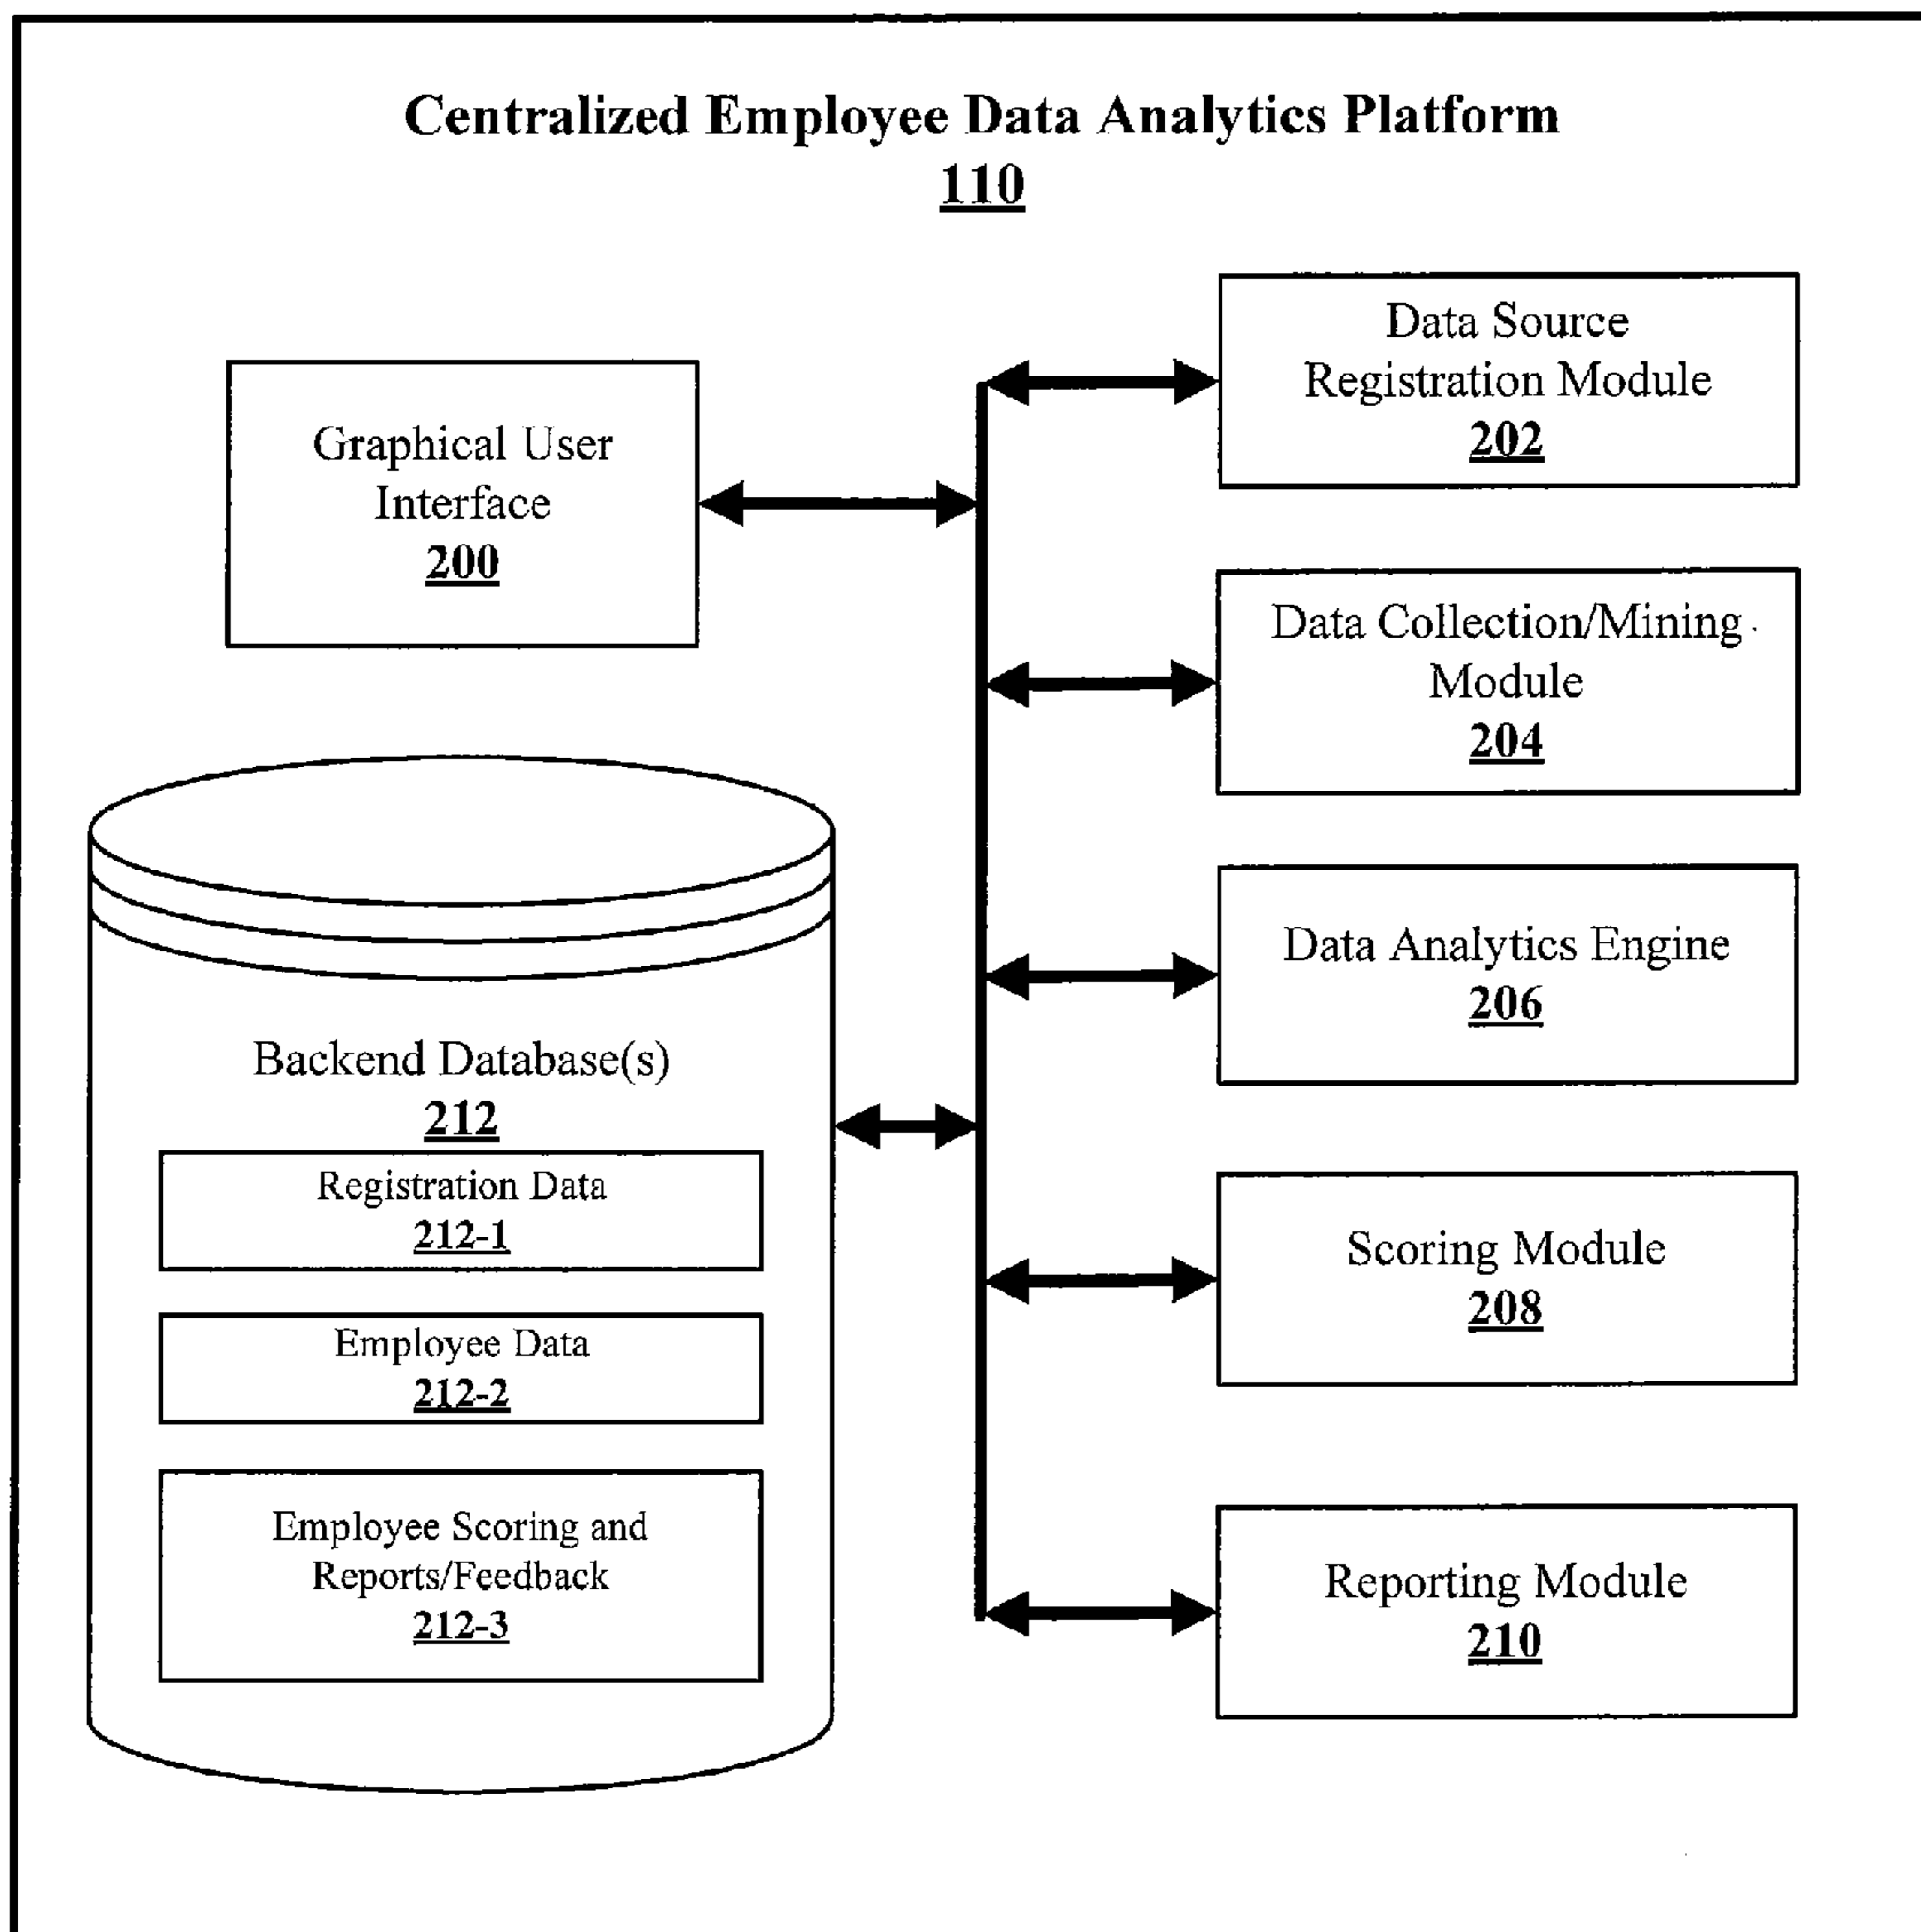 Centralized Employee Data Analytics Platform
110
Graphical User
Interface
200
Data Source
Registration Module
202
Data Collection/Mining
Module
204
Data Analytics Engine
206
Scoring Module
208
Reporting Module
210
Backend Database(s)
212
Registration Data
212-1
Employee Data
212-2
Employee Scoring and
Reports/Feedback
212-3